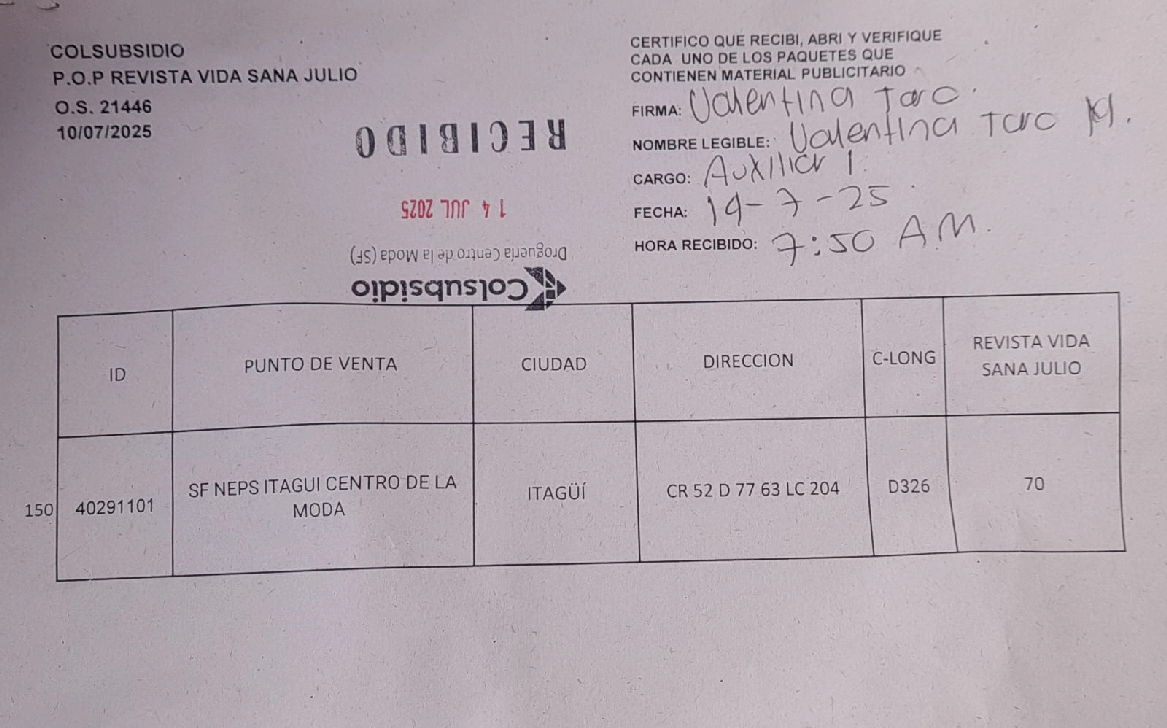 COLSUBSIDIO
P.O.P REVISTA VIDA SANA JULIO
O.S. 21446
10/07/2025
CERTIFICO QUE RECIBI, ABRI Y VERIFIQUE
CADA UNO DE LOS PAQUETES QUE
CONTIENEN MATERIAL PUBLICITARIO
FIRMA: Valentina Taro.
NOMBRE LEGIBLE: Valentina Taro M.
CARGO: Auxiliar 1.
FECHA: 14-7-25
HORA RECIBIDO: 7:50 AM.
Colsubsidio
Droguería Centro de la Moda (SF)
14 JUL 2025
RECIBIDO
ID PUNTO DE VENTA CIUDAD DIRECCION C-LONG REVISTA VIDA
SANA JULIO
150 40291101 SF NEPS ITAGUI CENTRO DE LA
MODA ITAGÜÍ CR 52 D 77 63 LC 204 D326 70